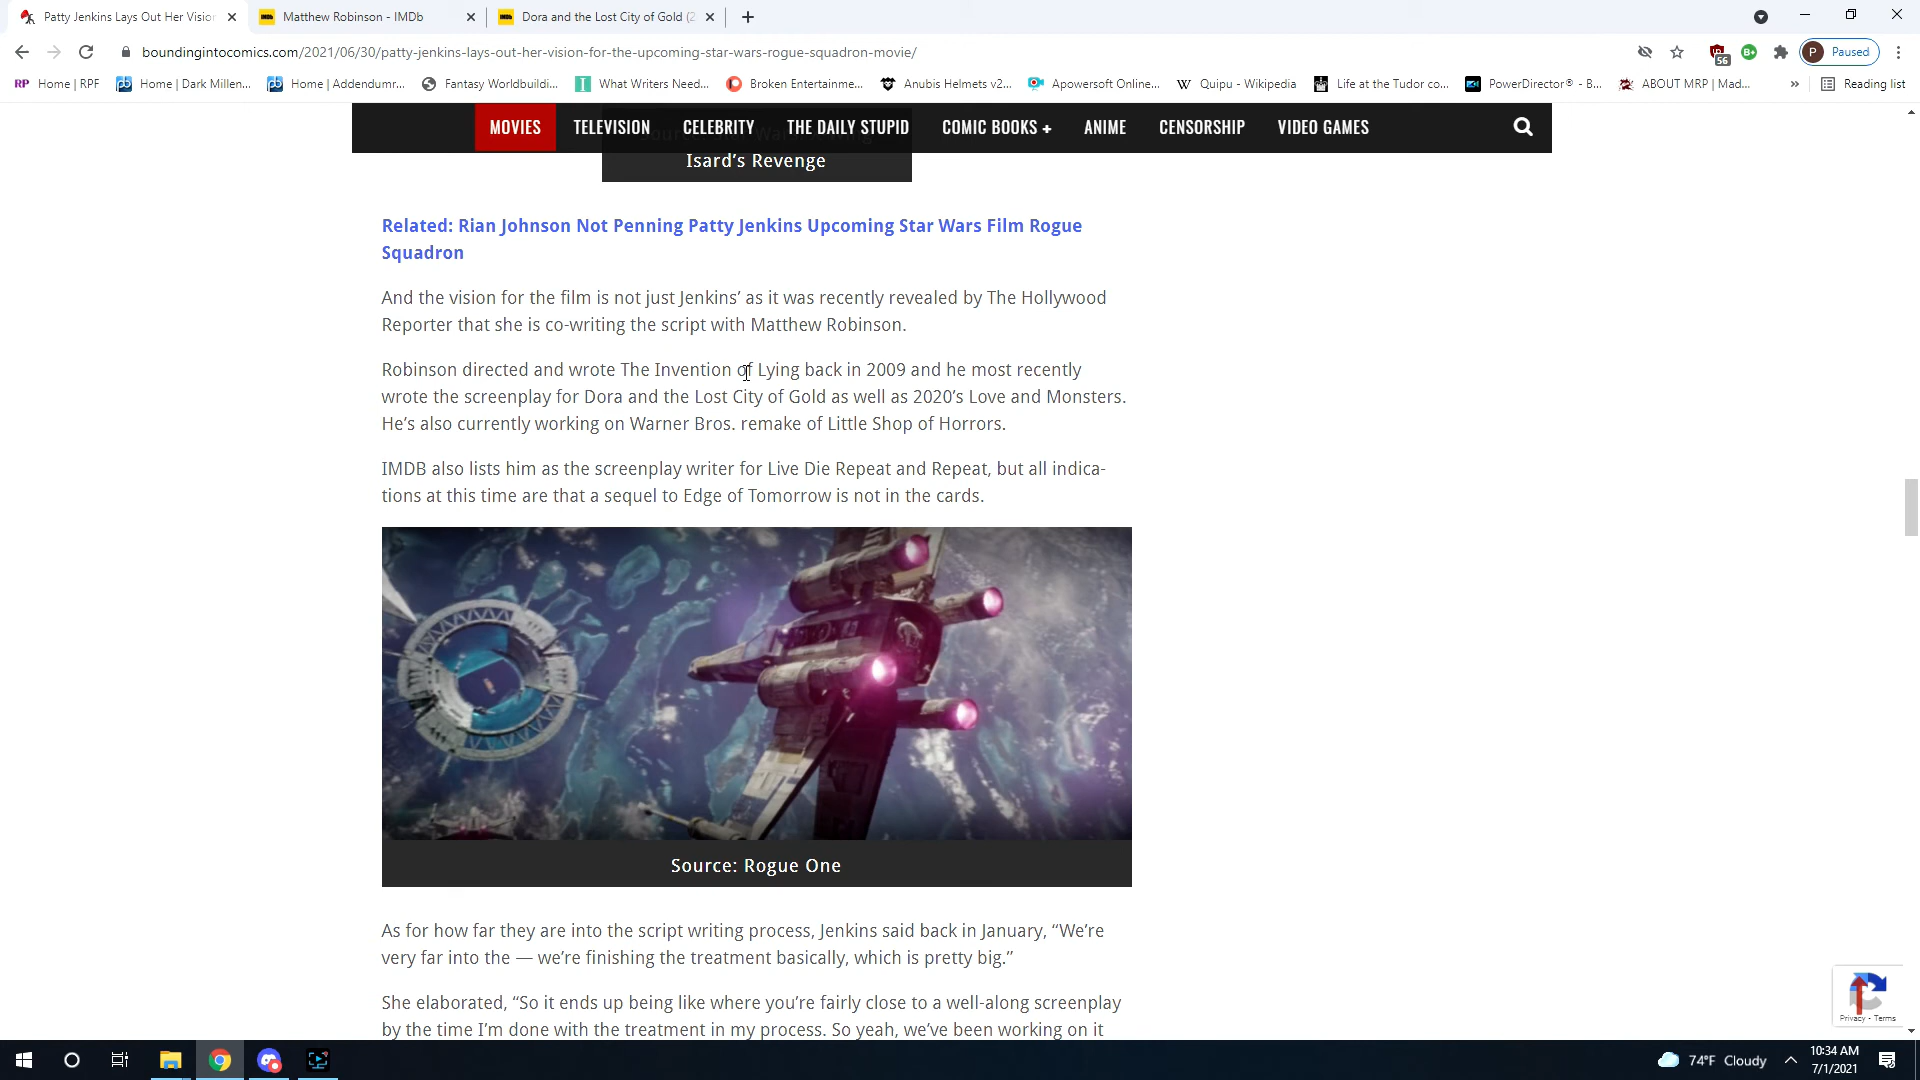 Patty Jenkins Lays Out Her Vision
Matthew Robinson - IMDb
Dora and the Lost City of Gold (2
boundingintocomics.com/2021/06/30/patty-jenkins-lays-out-her-vision-for-the-upcoming-star-wars-rogue-squadron-movie/
56
P Paused
RP Home | RPF
Home | Dark Millen...
Home | Addendumr...
Fantasy Worldbuildi...
What Writers Need...
Broken Entertainme...
Anubis Helmets v2...
Apowersoft Online...
W Quipu - Wikipedia
Life at the Tudor co...
PowerDirector® - B...
ABOUT MRP | Mad...
» Reading list
MOVIES TELEVISION CELEBRITY THE DAILY STUPID COMIC BOOKS + ANIME CENSORSHIP VIDEO GAMES
Isard's Revenge
Related: Rian Johnson Not Penning Patty Jenkins Upcoming Star Wars Film Rogue
Squadron
And the vision for the film is not just Jenkins’ as it was recently revealed by The Hollywood
Reporter that she is co-writing the script with Matthew Robinson.
Robinson directed and wrote The Invention of Lying back in 2009 and he most recently
wrote the screenplay for Dora and the Lost City of Gold as well as 2020’s Love and Monsters.
He’s also currently working on Warner Bros. remake of Little Shop of Horrors.
IMDB also lists him as the screenplay writer for Live Die Repeat and Repeat, but all indica-
tions at this time are that a sequel to Edge of Tomorrow is not in the cards.
Source: Rogue One
As for how far they are into the script writing process, Jenkins said back in January, “We’re
very far into the — we’re finishing the treatment basically, which is pretty big.”
She elaborated, “So it ends up being like where you’re fairly close to a well-along screenplay
by the time I’m done with the treatment in my process. So yeah, we’ve been working on it
Privacy - Terms
74°F Cloudy
10:34 AM
7/1/2021